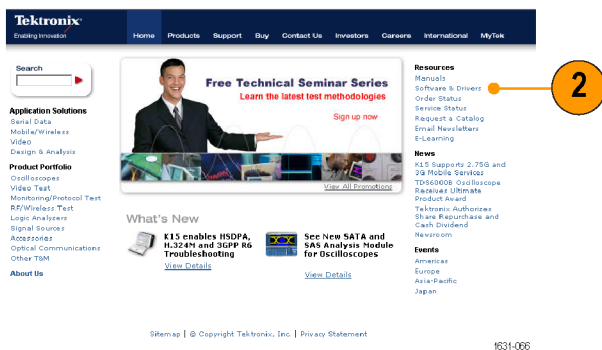 Tektronix
Enabling Innovation
Home Products Support Buy Contact Us Investors Careers International MyTek
Search
Application Solutions
Serial Data
Mobile/Wireless
Video
Design & Analysis
Product Portfolio
Oscilloscopes
Video Test
Monitoring/Protocol Test
RF/Wireless Test
Logic Analyzers
Signal Sources
Accessories
Optical Communications
Other T&M
About Us
Free Technical Seminar Series
Learn the latest test methodologies
Sign up now
View All Promotions
What's New
K15 enables HSDPA,
H.324M and 3GPP R6
Troubleshooting
View Details
See New SATA and
SAS Analysis Module
for Oscilloscopes
View Details
Resources
Manuals
Software & Drivers
Order Status
Service Status
Request a Catalog
Email Newsletters
E-Learning
News
K15 Supports 2.75G and
3G Mobile Services
TDS6000B Oscilloscope
Receives Ultimate
Product Award
Tektronix Authorizes
Share Repurchase and
Cash Dividend
Newsroom
Events
Americas
Europe
Asia-Pacific
Japan
2
Sitemap | © Copyright Tektronix, Inc. | Privacy Statement
1631-066